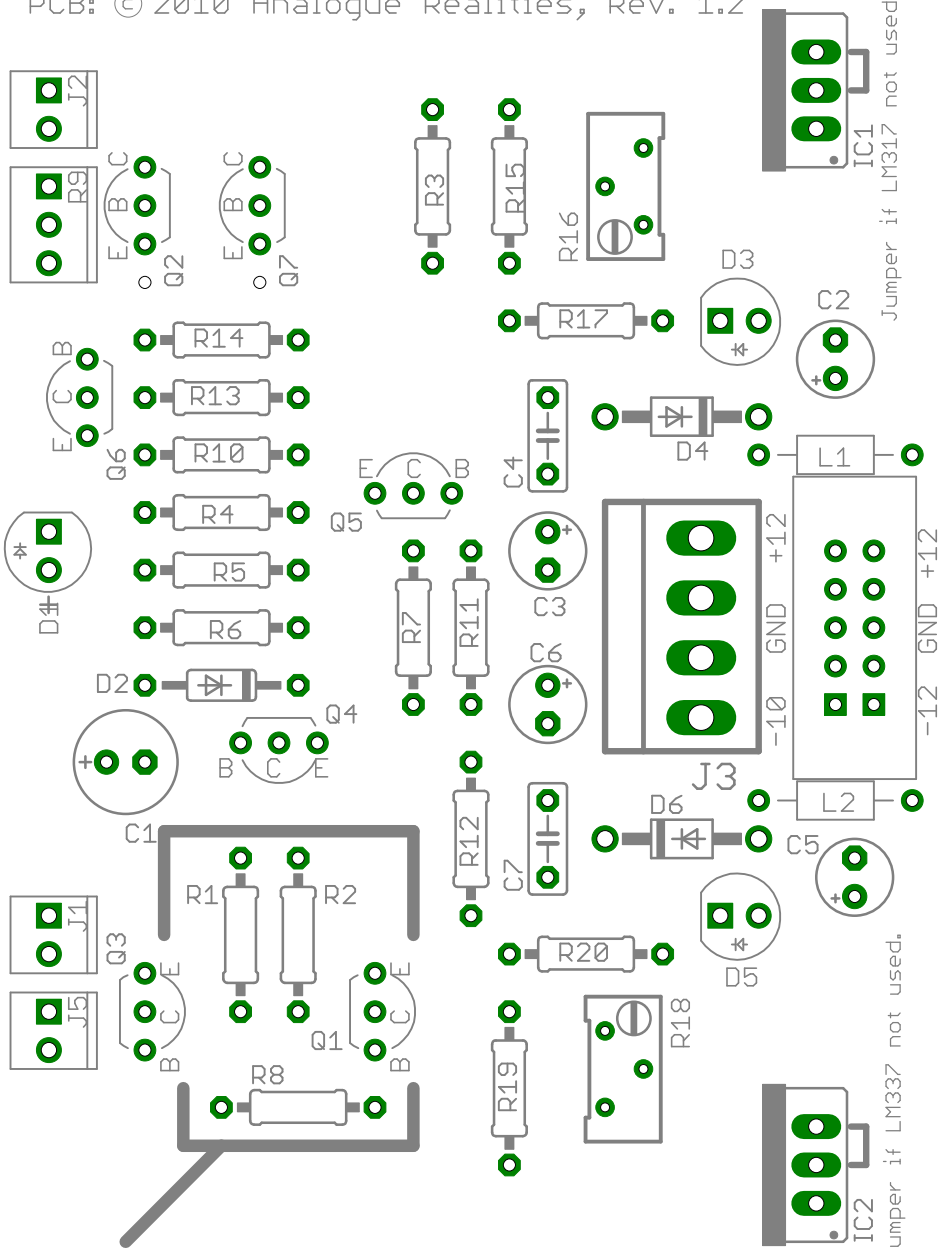 PCB: © 2010 Analogue Realities, Rev. 1.2
Jumper if LM317 not used
IC1
J2
R9
C
B
E
Q2
C
B
E
Q7
R3
R15
R16
D3
C2
+
R17
R14
R13
R10
R4
R5
R6
B
C
E
Q6
E
C
B
Q5
C4
D4
L1
+
C3
+12
GND
-10
J3
+12
GND
-12
R7
R11
C6
+
D2
Q4
B
C
E
+
C1
R12
C7
D6
L2
C5
+
D5
R1
R2
J1
J5
Q3
E
C
B
Q1
E
C
B
R8
R20
R19
R18
umper if LM337 not used.
IC2